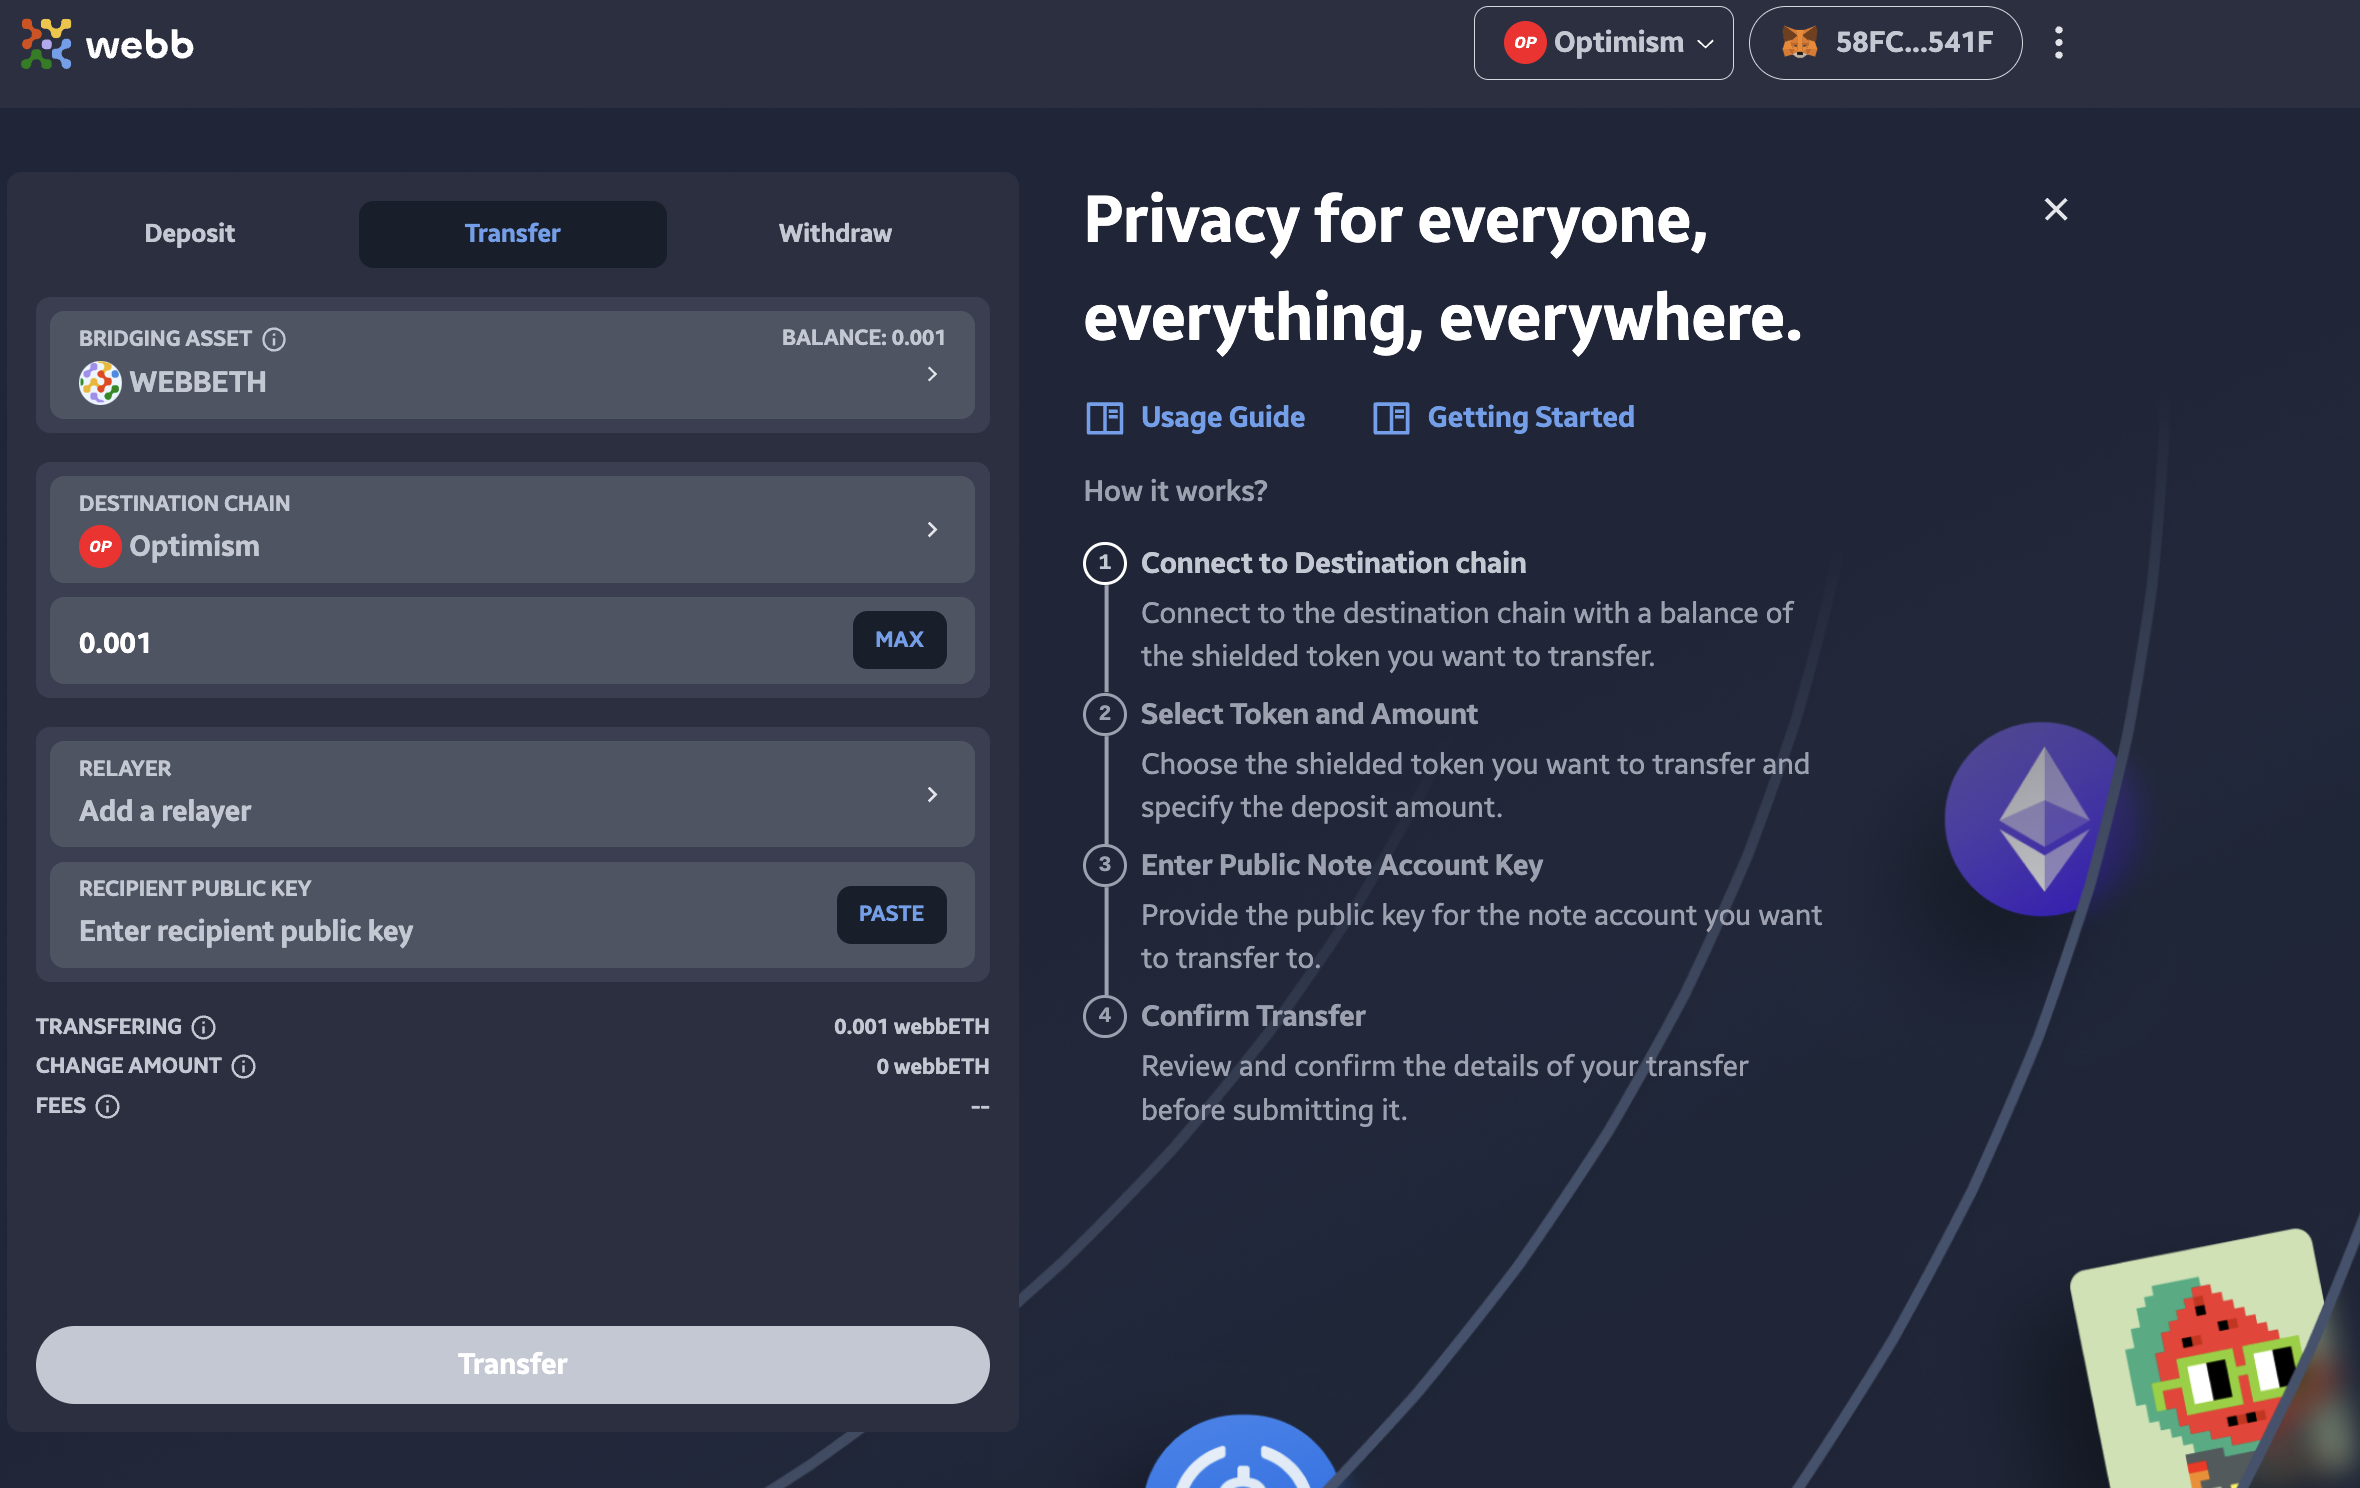 webb
OP Optimism
58FC...541F
Deposit
Transfer
Withdraw
BRIDGING ASSET
BALANCE: 0.001
WEBBETH
DESTINATION CHAIN
OP Optimism
0.001
MAX
RELAYER
Add a relayer
RECIPIENT PUBLIC KEY
Enter recipient public key
PASTE
TRANSFERING
0.001 webbETH
CHANGE AMOUNT
0 webbETH
FEES
--
Transfer
Privacy for everyone,
everything, everywhere.
Usage Guide
Getting Started
How it works?
1 Connect to Destination chain
Connect to the destination chain with a balance of
the shielded token you want to transfer.
2 Select Token and Amount
Choose the shielded token you want to transfer and
specify the deposit amount.
3 Enter Public Note Account Key
Provide the public key for the note account you want
to transfer to.
4 Confirm Transfer
Review and confirm the details of your transfer
before submitting it.